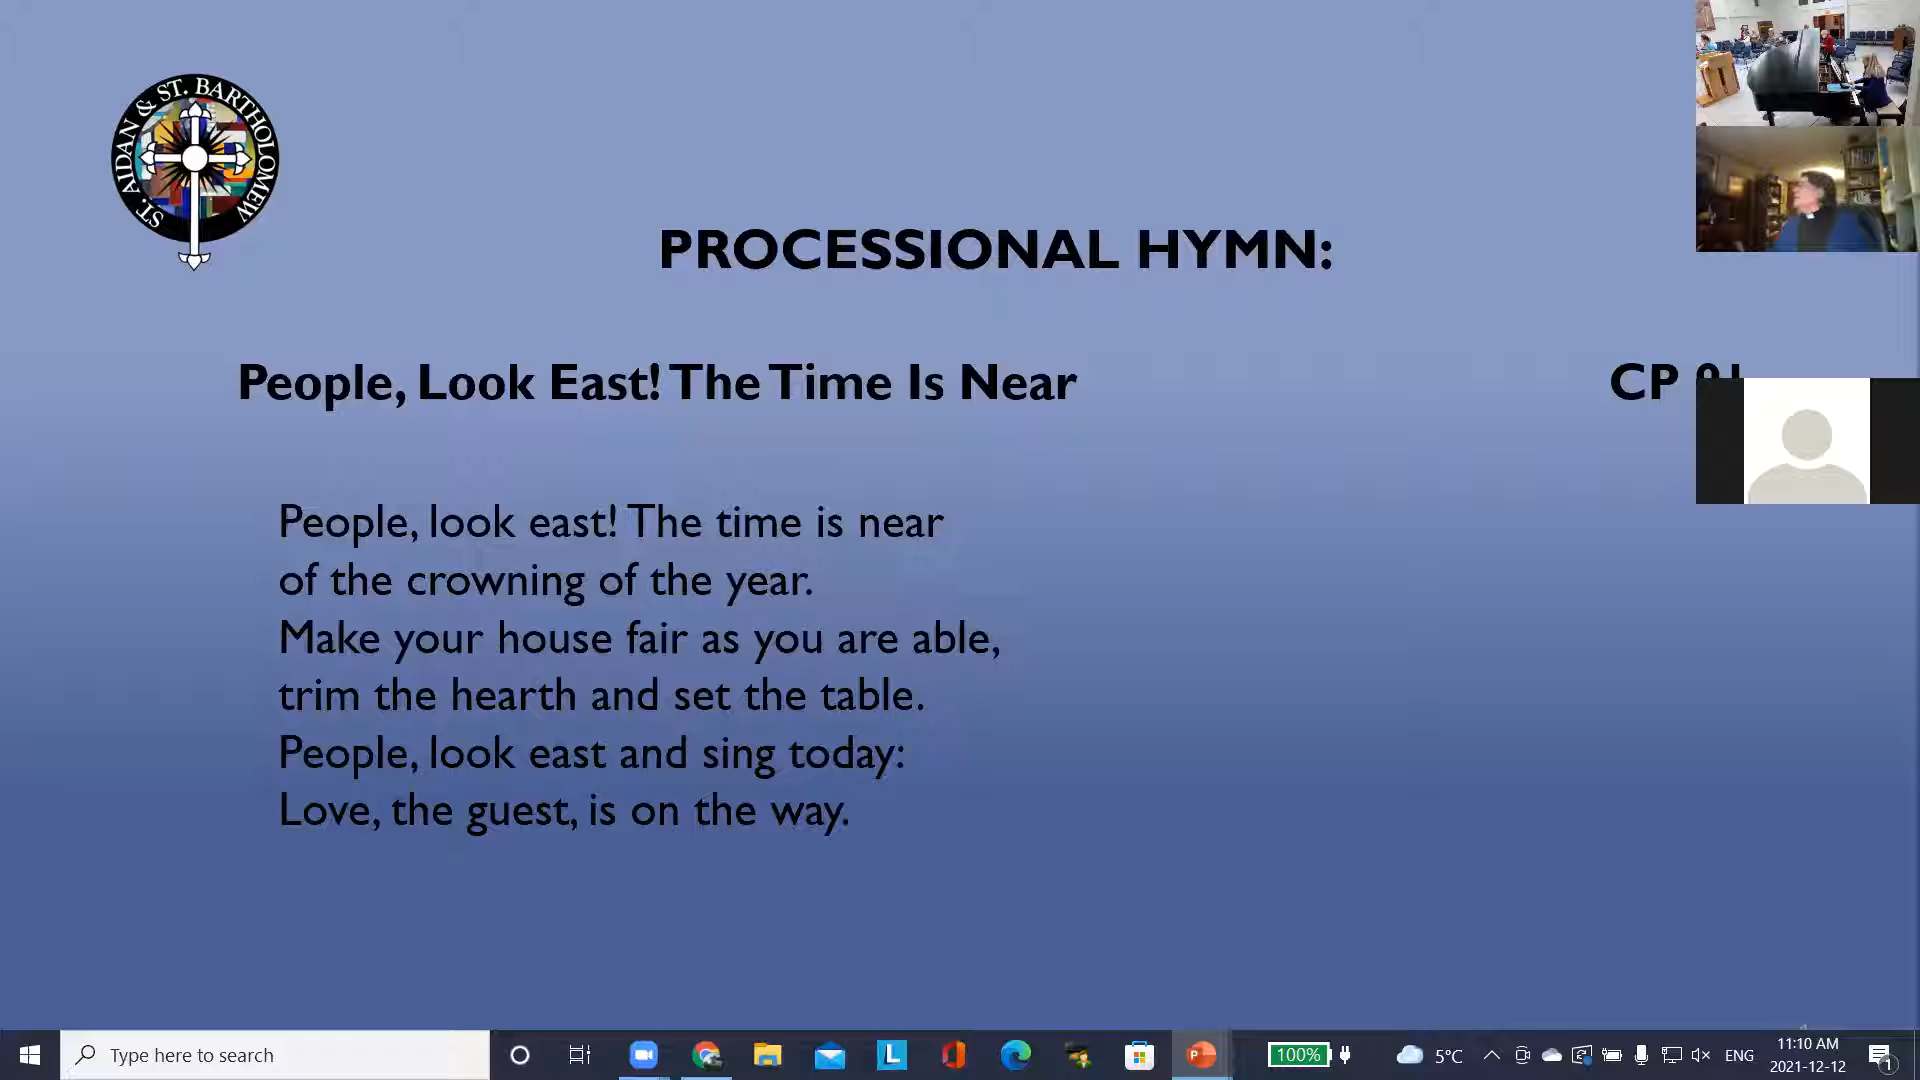 ST. AIDAN & ST. BARTHOLOMEW
PROCESSIONAL HYMN:
People, Look East! The Time Is Near
CP
People, look east! The time is near
of the crowning of the year.
Make your house fair as you are able,
trim the hearth and set the table.
People, look east and sing today:
Love, the guest, is on the way.
Type here to search
L
P
100%
5°C
ENG
11:10 AM
2021-12-12
1